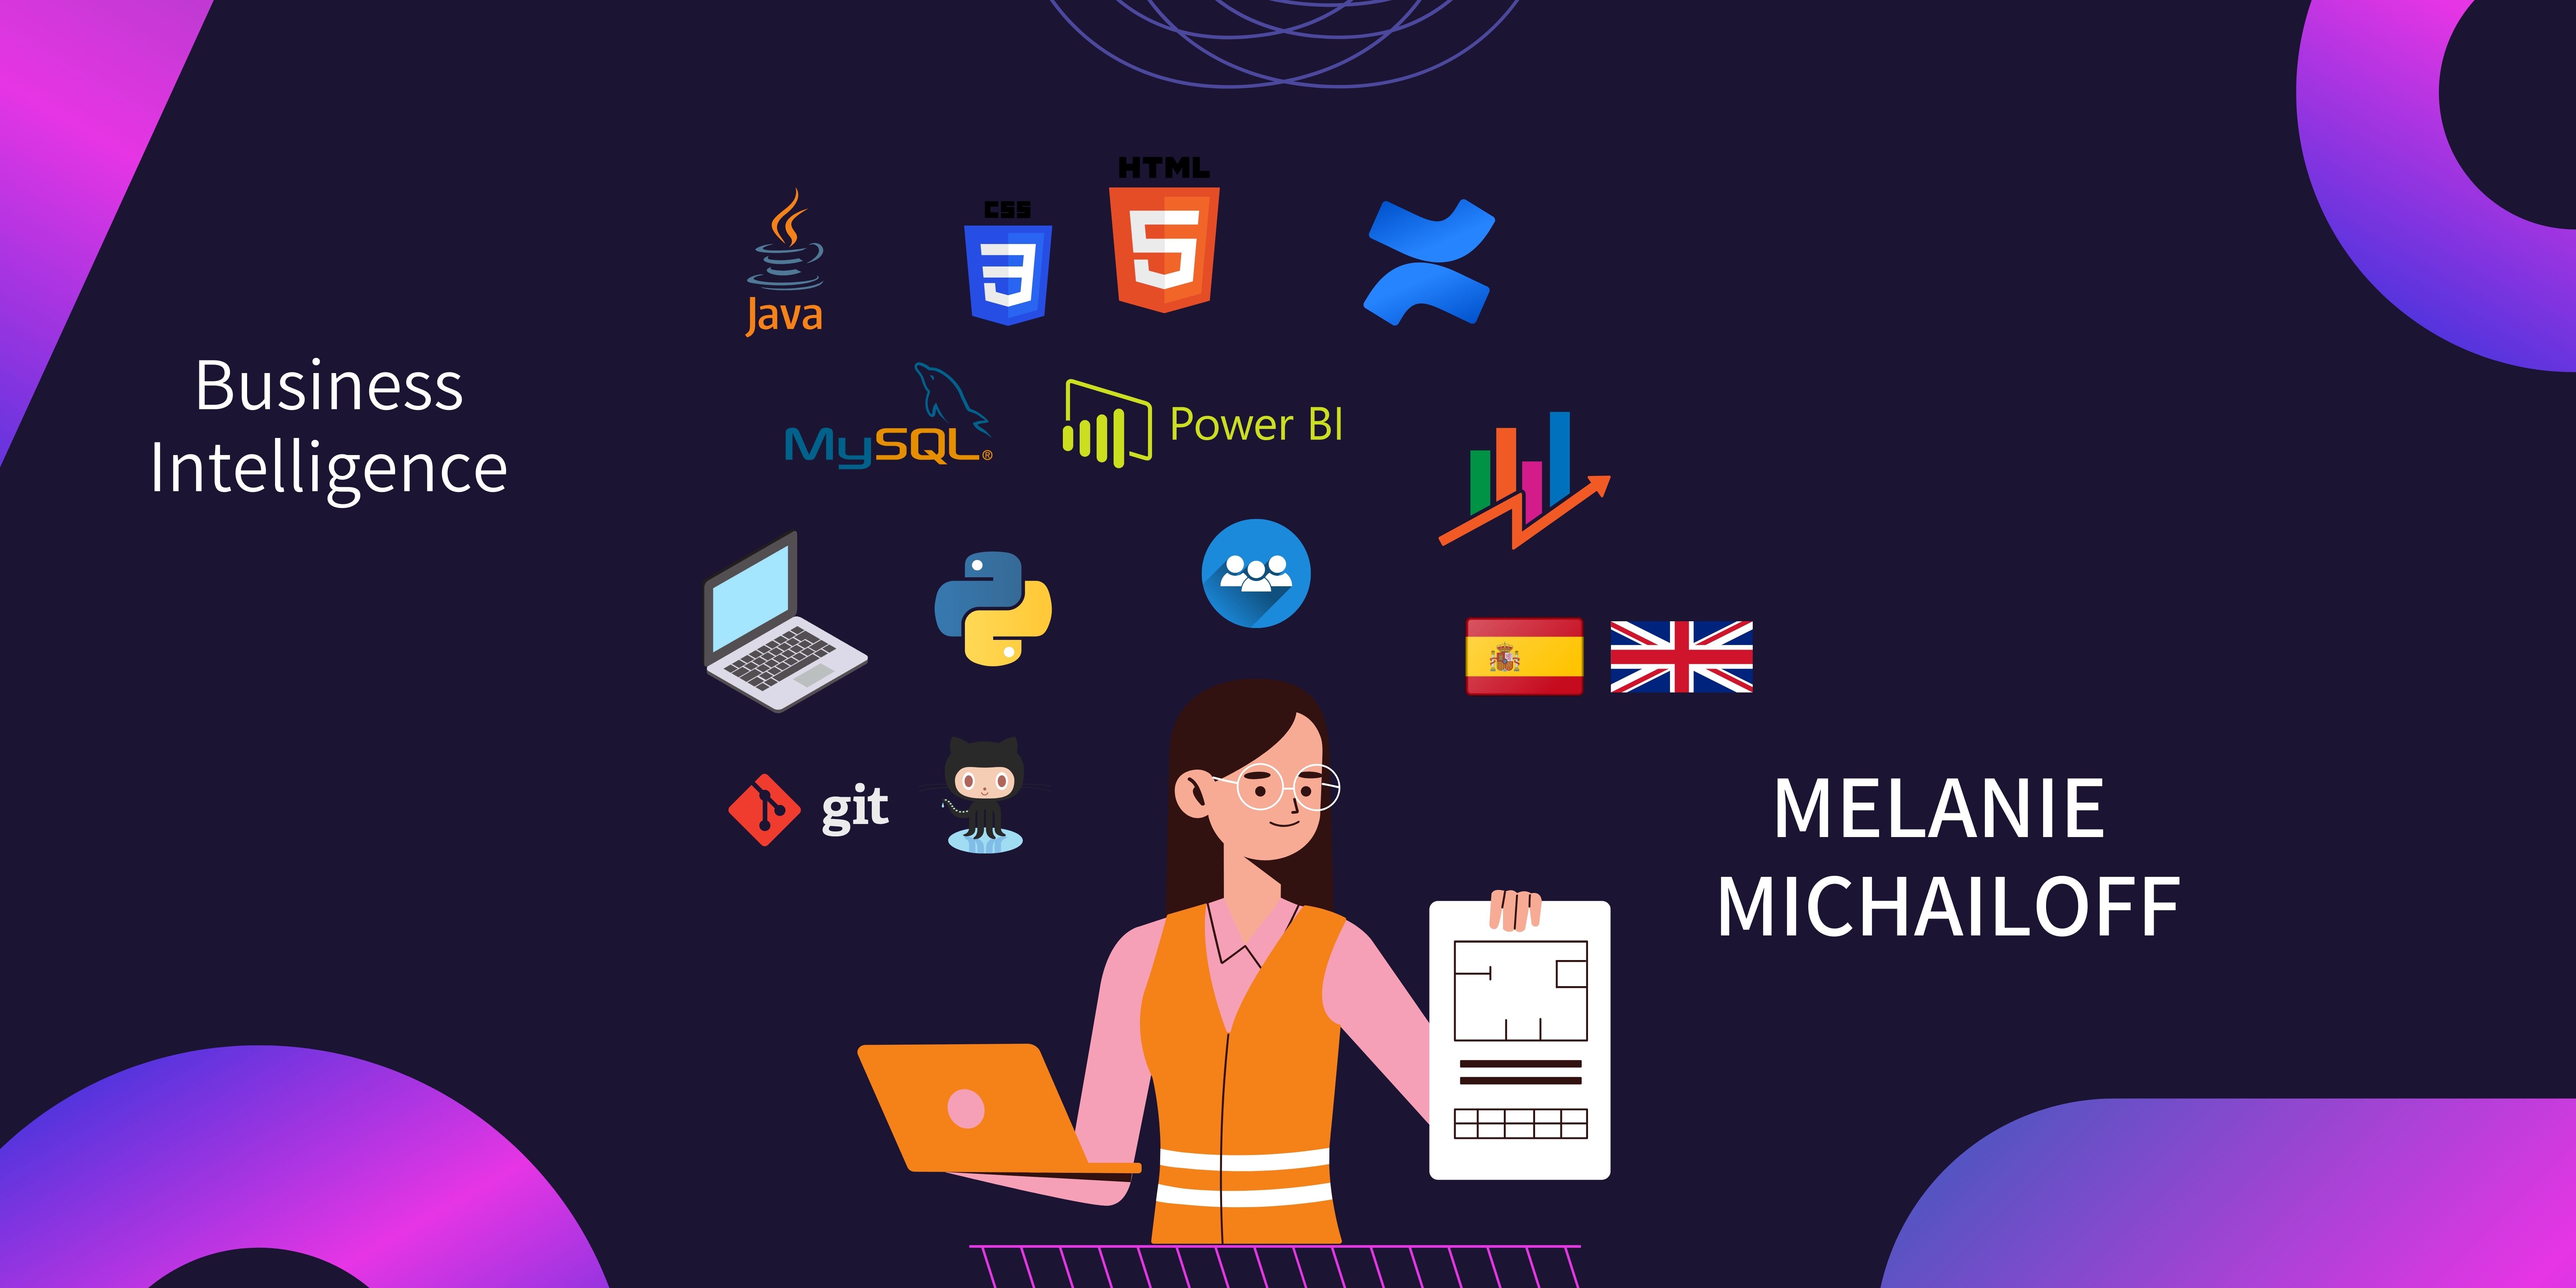 HTML
CSS
Java
Business
Intelligence
MySQL®
Power BI
git
MELANIE
MICHAILOFF